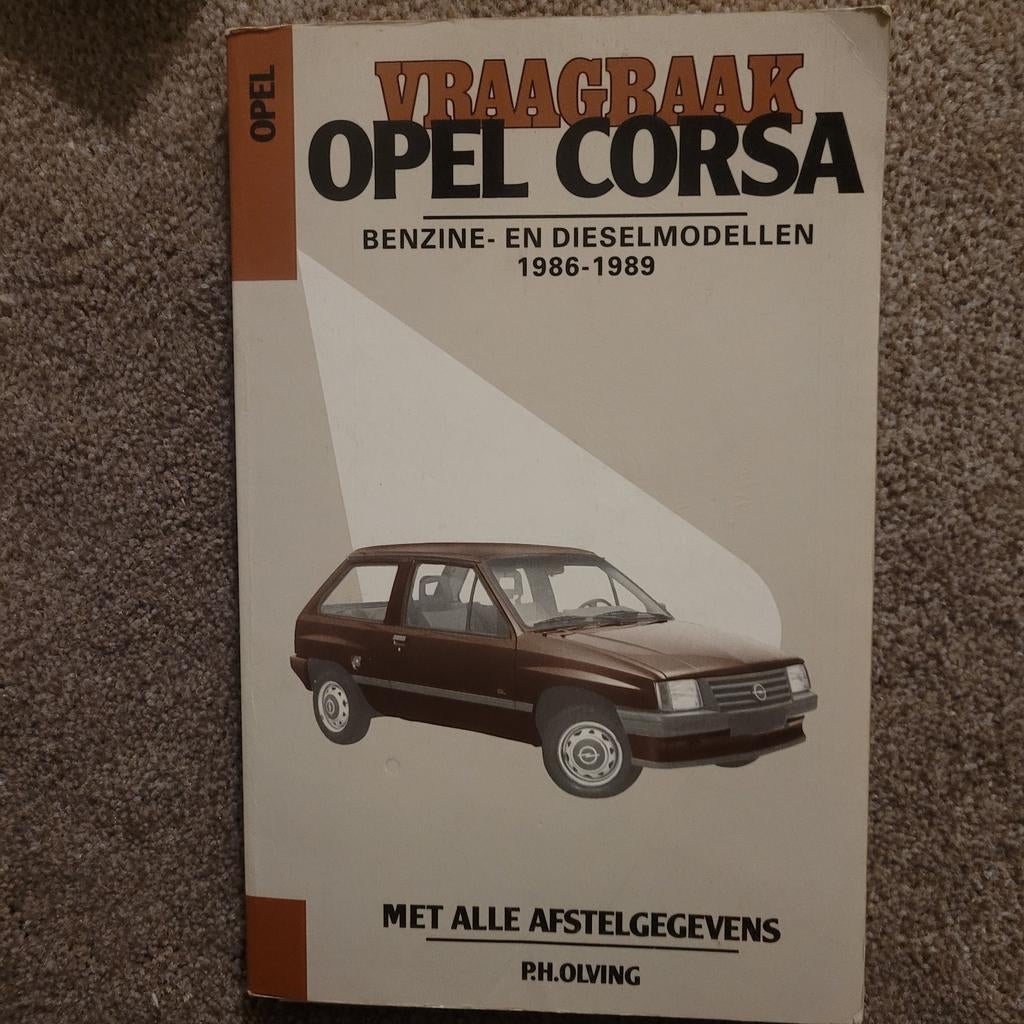 OPEL
VRAAGBAAK
OPEL CORSA
BENZINE- EN DIESELMODELLEN
1986-1989
MET ALLE AFSTELGEGEVENS
P.H.OLVING